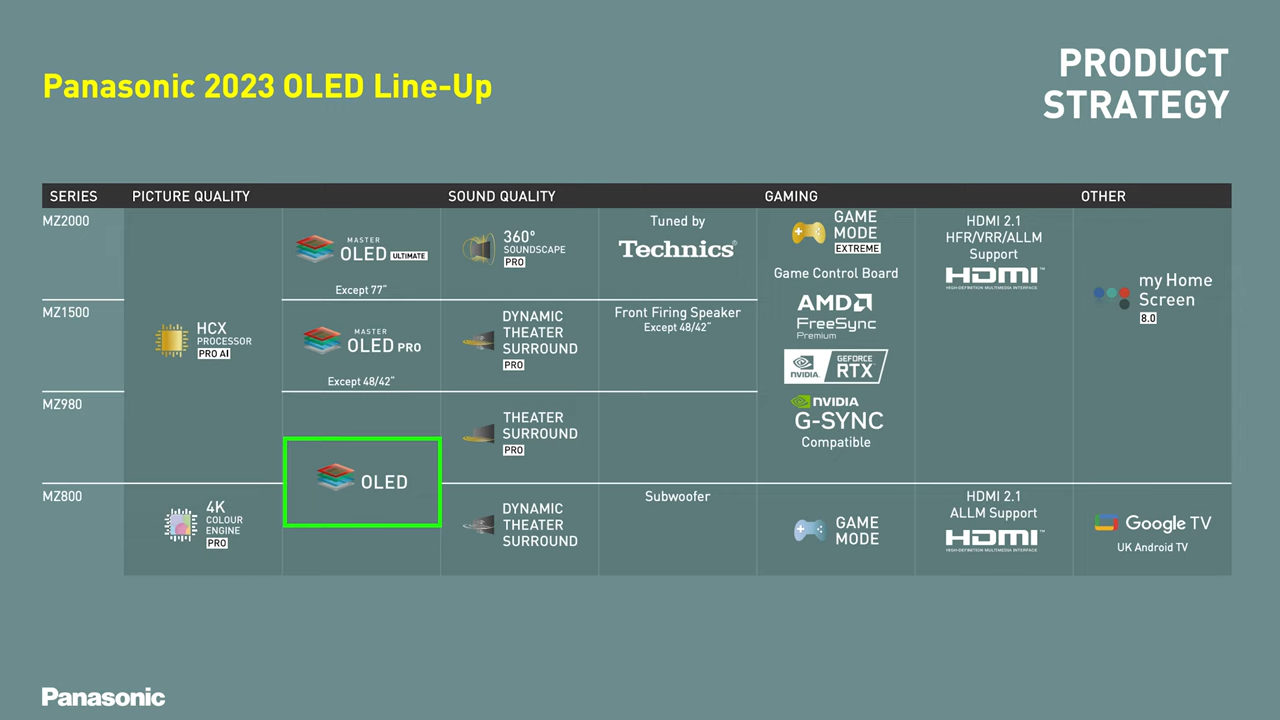 Panasonic 2023 OLED Line-Up
PRODUCT
STRATEGY
SERIES PICTURE QUALITY SOUND QUALITY GAMING OTHER
MZ2000
MASTER
OLED ULTIMATE
Except 77"
360°
SOUNDSCAPE
PRO
Tuned by
Technics
GAME
MODE
EXTREME
Game Control Board
AMD
FreeSync
Premium
NVIDIA.
GEFORCE
RTX
NVIDIA
G-SYNC
Compatible
HDMI 2.1
HFR/VRR/ALLM
Support
HDMI™
HIGH-DEFINITION MULTIMEDIA INTERFACE
my Home
Screen
8.0
MZ1500
HCX
PROCESSOR
PRO AI
MASTER
OLED PRO
Except 48/42"
DYNAMIC
THEATER
SURROUND
PRO
Front Firing Speaker
Except 48/42"
MZ980
OLED
THEATER
SURROUND
PRO
MZ800
4K
COLOUR
ENGINE
PRO
DYNAMIC
THEATER
SURROUND
Subwoofer
GAME
MODE
HDMI 2.1
ALLM Support
HDMI™
HIGH-DEFINITION MULTIMEDIA INTERFACE
Google TV
UK Android TV
Panasonic